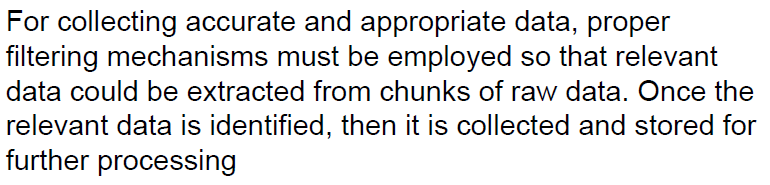 For collecting accurate and appropriate data, proper
filtering mechanisms must be employed so that relevant
data could be extracted from chunks of raw data. Once the
relevant data is identified, then it is collected and stored for
further processing